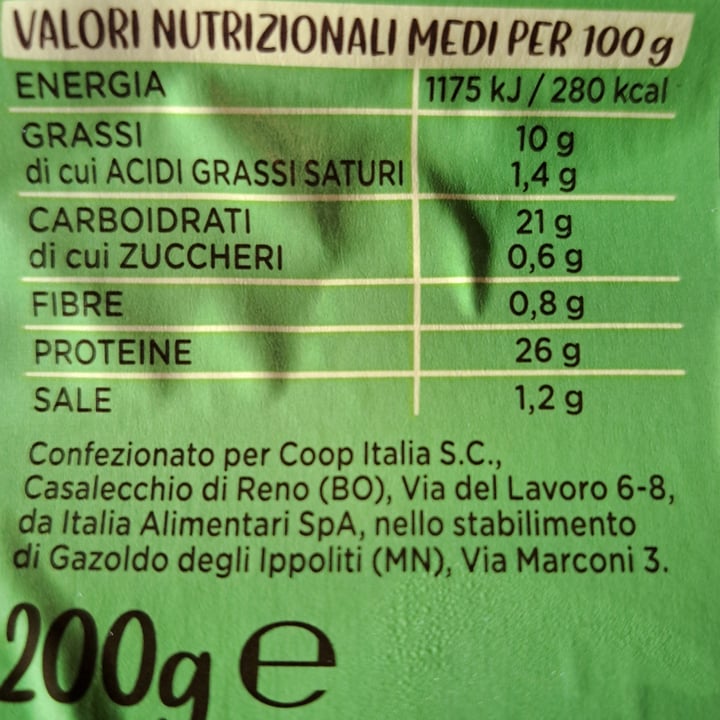 VALORI NUTRIZIONALI MEDI PER 100 g
ENERGIA 1175 kJ / 280 kcal
GRASSI 10 g
di cui ACIDI GRASSI SATURI 1,4 g
CARBOIDRATI 21 g
di cui ZUCCHERI 0,6 g
FIBRE 0,8 g
PROTEINE 26 g
SALE 1,2 g
Confezionato per Coop Italia S.C.,
Casalecchio di Reno (BO), Via del Lavoro 6-8,
da Italia Alimentari SpA, nello stabilimento
di Gazoldo degli Ippoliti (MN), Via Marconi 3.
200g e